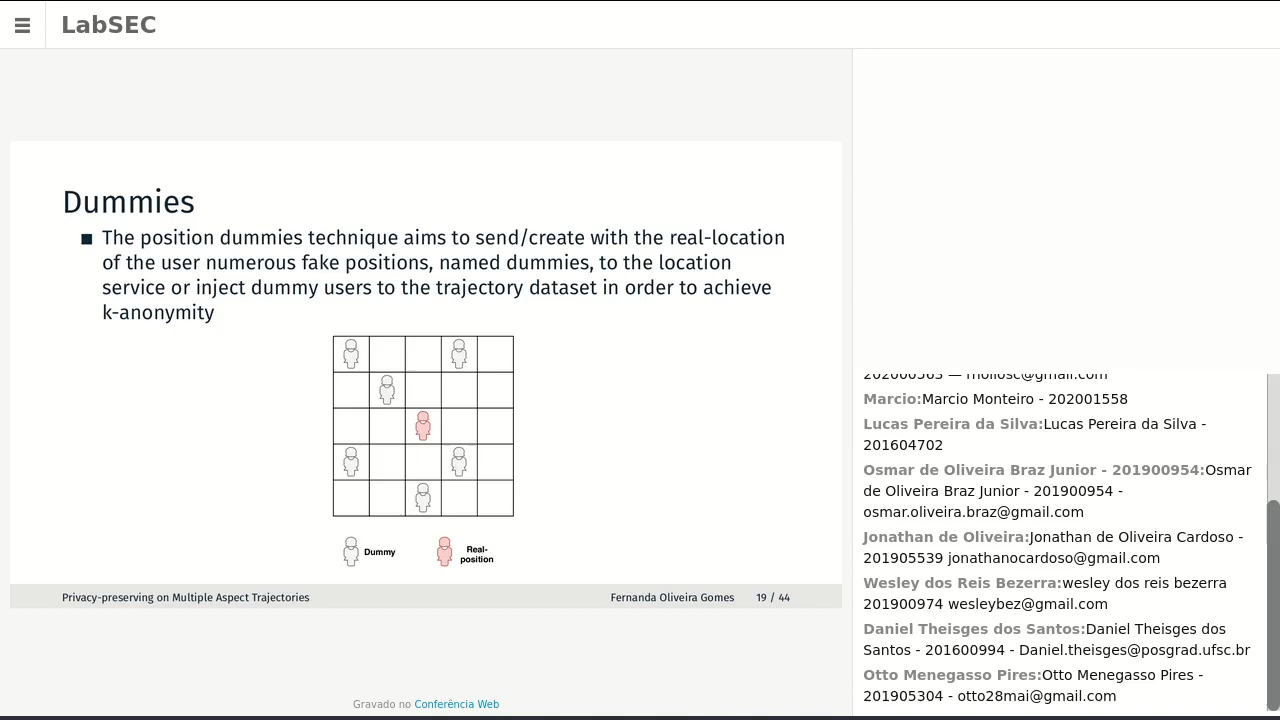 LabSEC
Dummies
The position dummies technique aims to send/create with the real-location
of the user numerous fake positions, named dummies, to the location
service or inject dummy users to the trajectory dataset in order to achieve
k-anonymity
Dummy
Real-
position
Privacy-preserving on Multiple Aspect Trajectories
Fernanda Oliveira Gomes
19 / 44
Gravado no Conferência Web
Marcio:Marcio Monteiro - 202001558
Lucas Pereira da Silva:Lucas Pereira da Silva -
201604702
Osmar de Oliveira Braz Junior - 201900954:Osmar
de Oliveira Braz Junior - 201900954 -
osmar.oliveira.braz@gmail.com
Jonathan de Oliveira:Jonathan de Oliveira Cardoso -
201905539 jonathanocardoso@gmail.com
Wesley dos Reis Bezerra:wesley dos reis bezerra
201900974 wesleybez@gmail.com
Daniel Theisges dos Santos:Daniel Theisges dos
Santos - 201600994 - Daniel.theisges@posgrad.ufsc.br
Otto Menegasso Pires:Otto Menegasso Pires -
201905304 - otto28mai@gmail.com